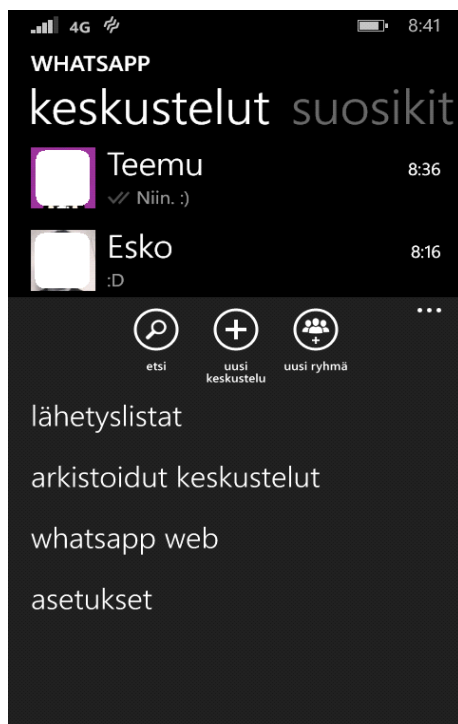 4G 8:41
WHATSAPP
keskustelut suosikit
Teemu 8:36
Niin. :)
Esko 8:16
:D
etsi uusi keskustelu uusi ryhmä
lähetyslistat
arkistoidut keskustelut
whatsapp web
asetukset